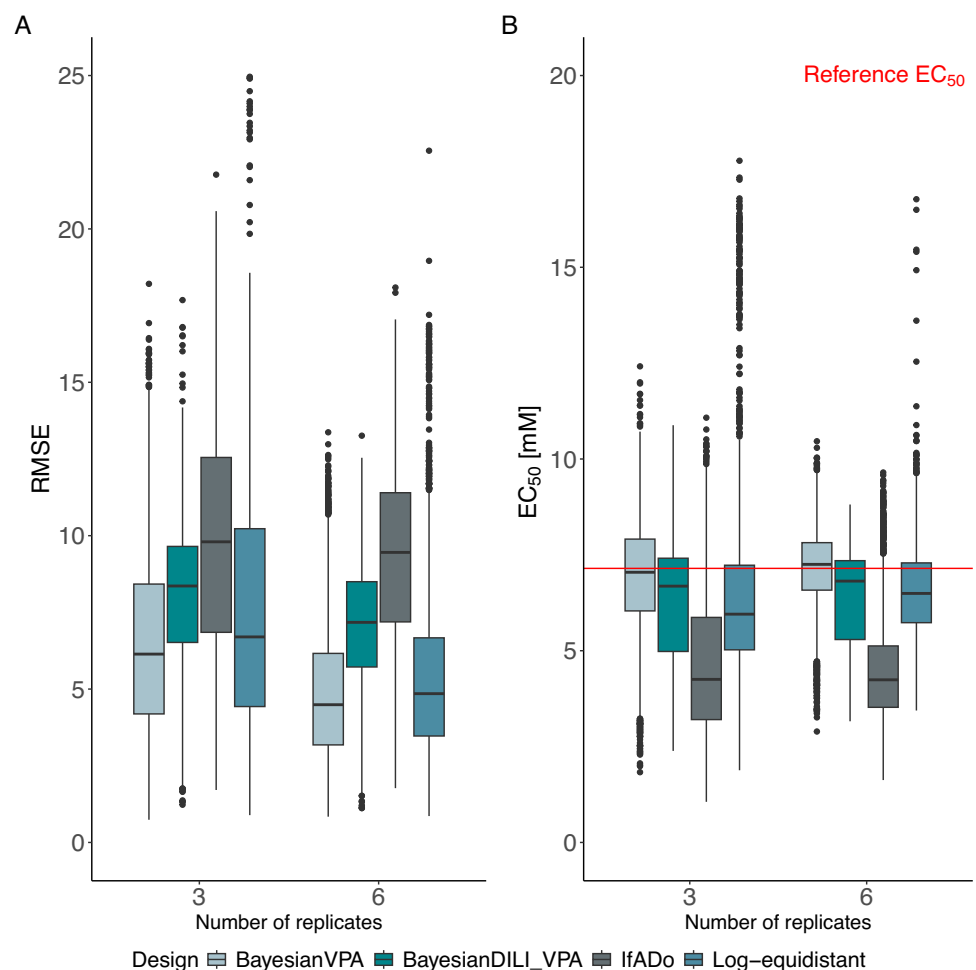 A
RMSE
25
20
15
10
5
0
3
6
Number of replicates
B
Reference EC₅₀
EC₅₀ [mM]
20
15
10
5
0
3
6
Number of replicates
Design BayesianVPA BayesianDILI_VPA IfADo Log−equidistant